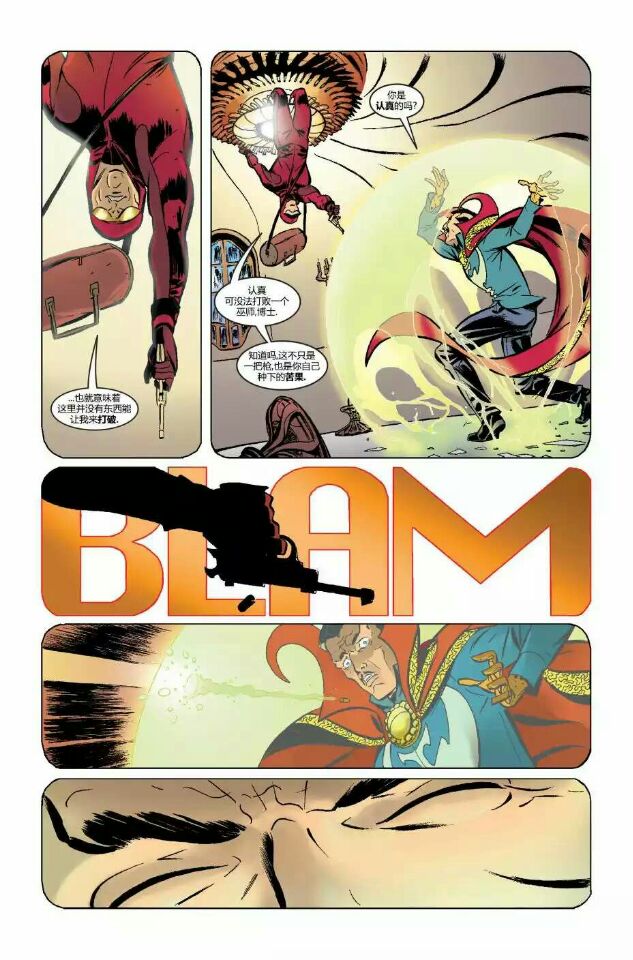 ...也就意味着
这里并没有东西能
让我来打破.
你是
认真的吗?
认真
可没法打败一个
巫师,博士.
知道吗,这不只是
一把枪,也是你自己
种下的苦果.
BLAM